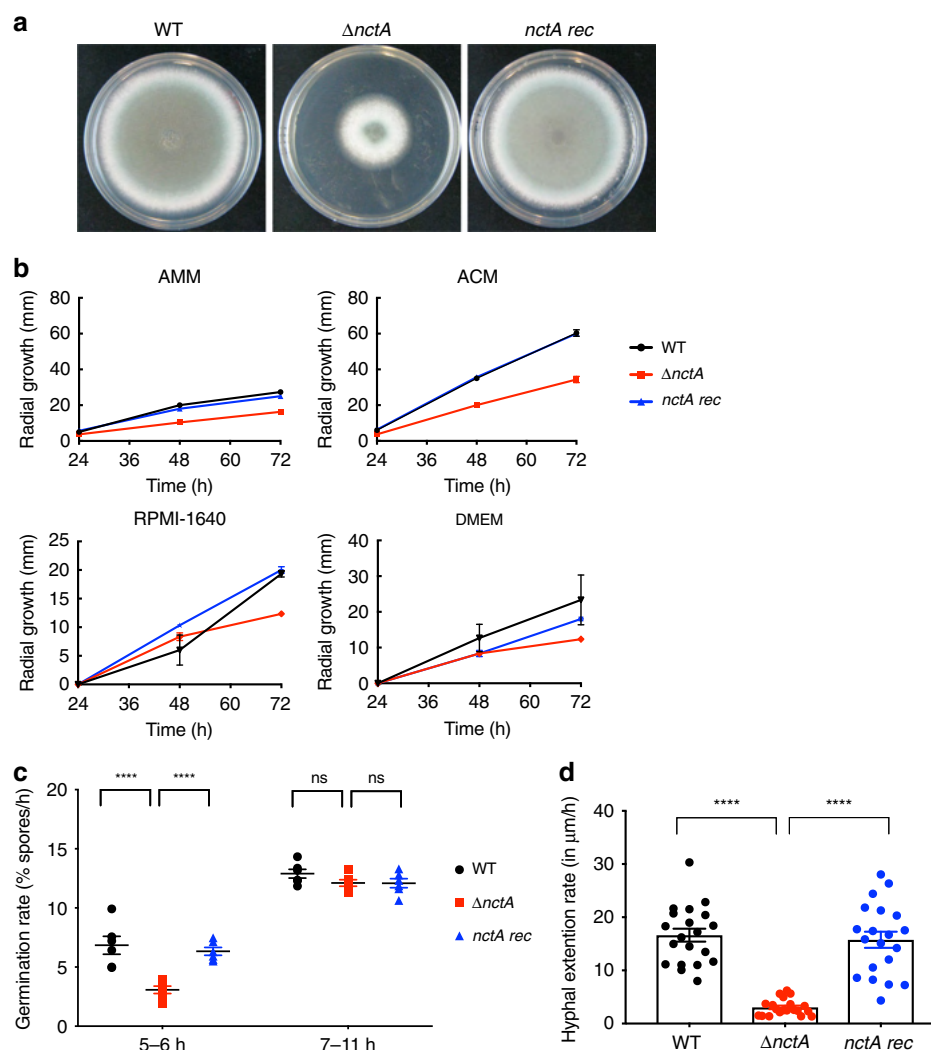 a
WT
ΔnctA
nctA rec
b
AMM
Radial growth (mm)
80
60
40
20
0
24 36 48 60 72
Time (h)
ACM
Radial growth (mm)
80
60
40
20
0
24 36 48 60 72
Time (h)
WT
ΔnctA
nctA rec
RPMI-1640
Radial growth (mm)
25
20
15
10
5
0
24 36 48 60 72
Time (h)
DMEM
Radial growth (mm)
40
30
20
10
0
24 36 48 60 72
Time (h)
c
Germination rate (% spores/h)
20
15
10
5
0
**** ****
ns ns
5–6 h 7–11 h
WT
ΔnctA
nctA rec
d
Hyphal extention rate (in μm/h)
40
30
20
10
0
**** ****
WT ΔnctA nctA rec